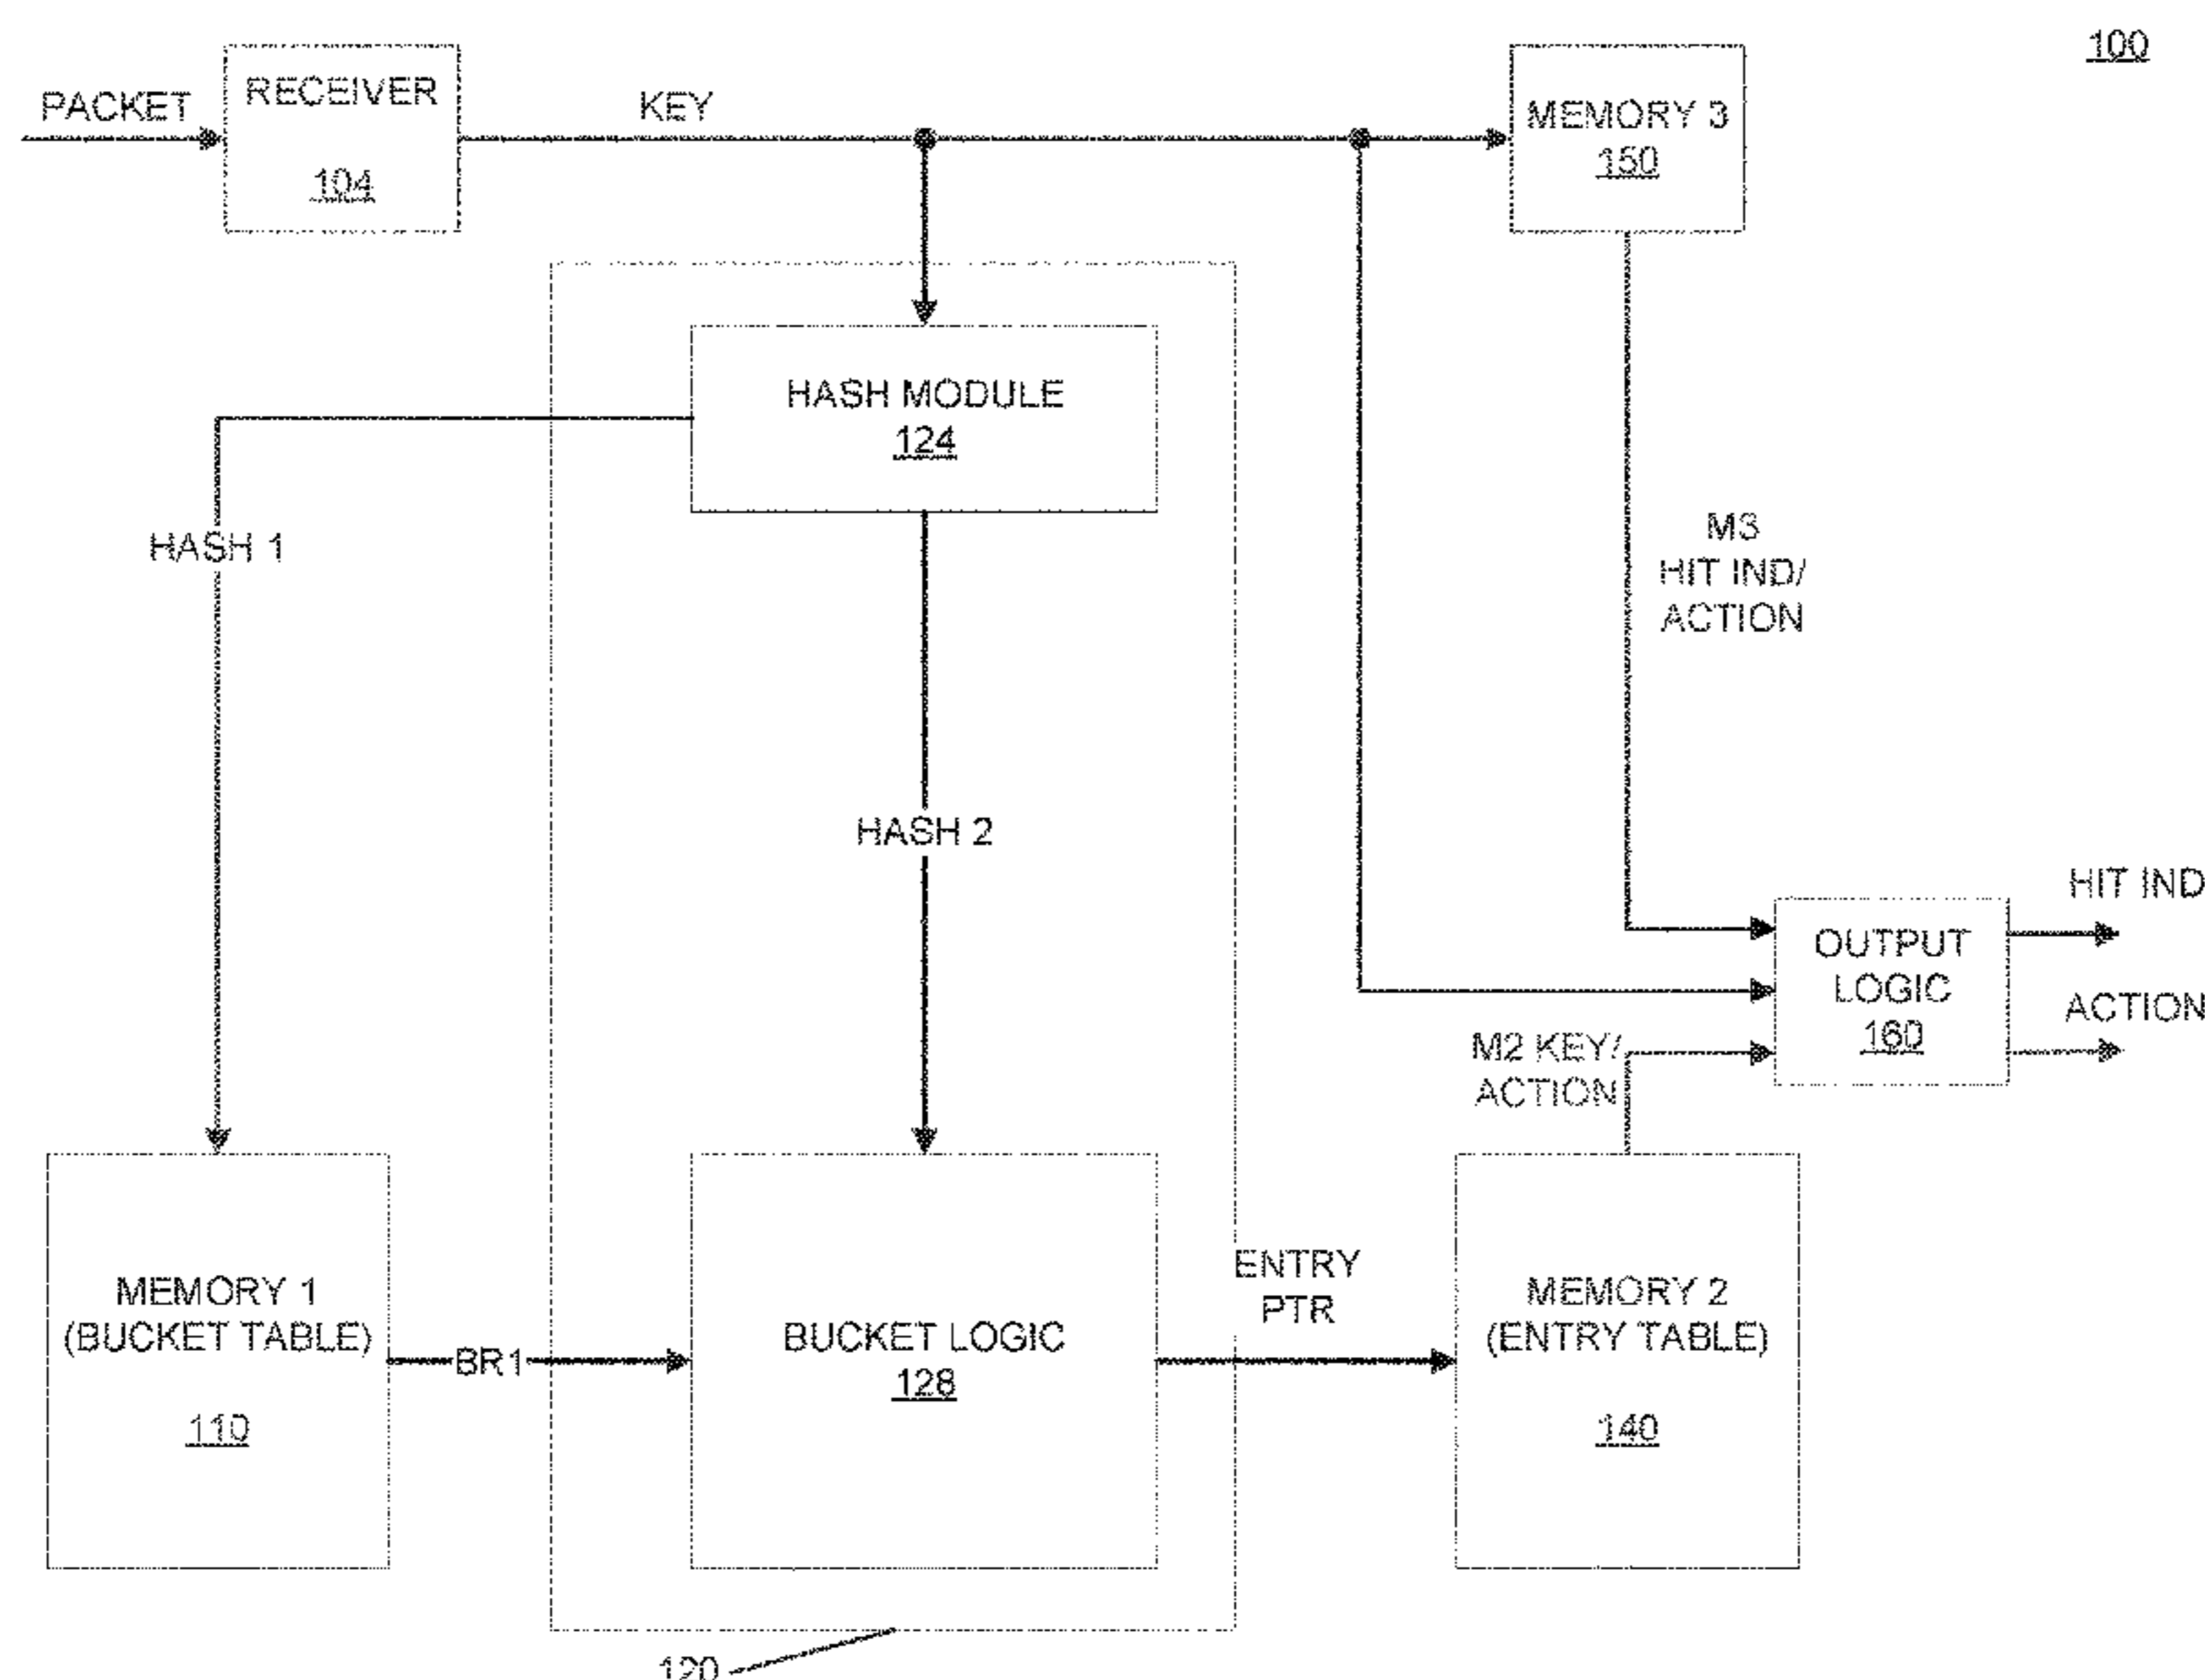 100
PACKET
RECEIVER
104
KEY
MEMORY 3
150
HASH MODULE
124
HASH 1
M3
HIT IND/
ACTION
HASH 2
HIT IND
OUTPUT
LOGIC
160
ACTION
M2 KEY/
ACTION
MEMORY 1
(BUCKET TABLE)
110
BR1
BUCKET LOGIC
128
ENTRY
PTR
MEMORY 2
(ENTRY TABLE)
140
120